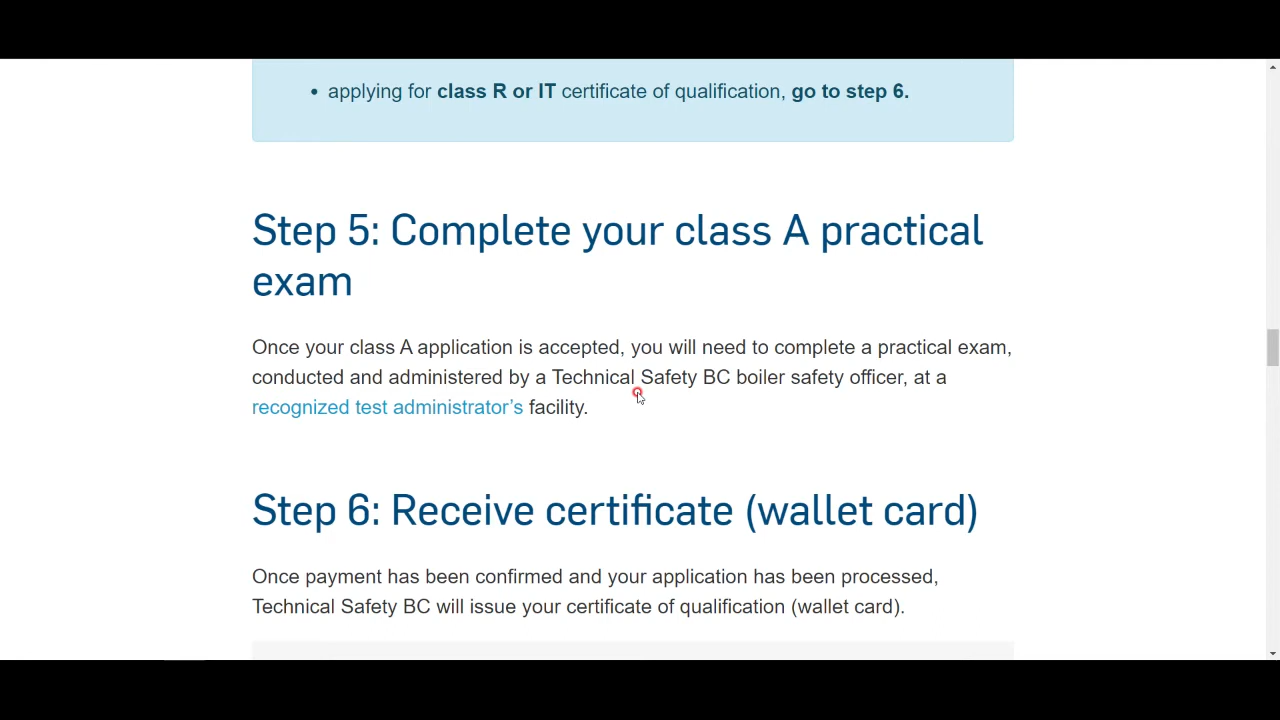 • applying for class R or IT certificate of qualification, go to step 6.
Step 5: Complete your class A practical
exam
Once your class A application is accepted, you will need to complete a practical exam,
conducted and administered by a Technical Safety BC boiler safety officer, at a
recognized test administrator’s facility.
Step 6: Receive certificate (wallet card)
Once payment has been confirmed and your application has been processed,
Technical Safety BC will issue your certificate of qualification (wallet card).